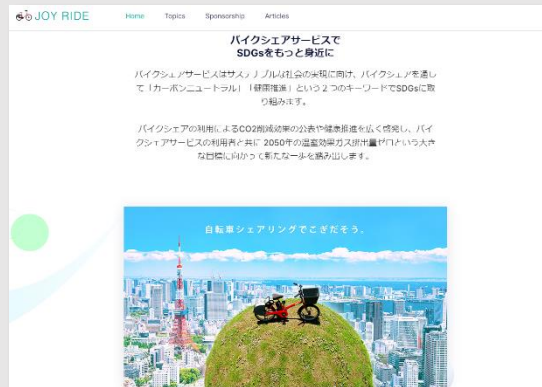 JOY RIDE
Home Topics Sponsorship Articles
バイクシェアサービスで
SDGsをもっと身近に
バイクシェアサービスはサステナブルな社会の実現に向け、バイクシェアを通し
て「カーボンニュートラル」「健康推進」という２つのキーワードでSDGsに取
り組みます。
バイクシェアの利用によるCO2削減効果の公表や健康推進を広く啓発し、バイ
クシェアサービスの利用者と共に 2050年の温室効果ガス排出量ゼロという大き
な目標に向かって新たな一歩を踏み出します。
自転車シェアリングでこぎだそう。